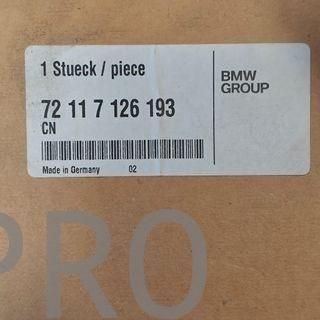 1 Stueck / piece
BMW
GROUP
72 11 7 126 193
CN
Made in Germany 02
PRO